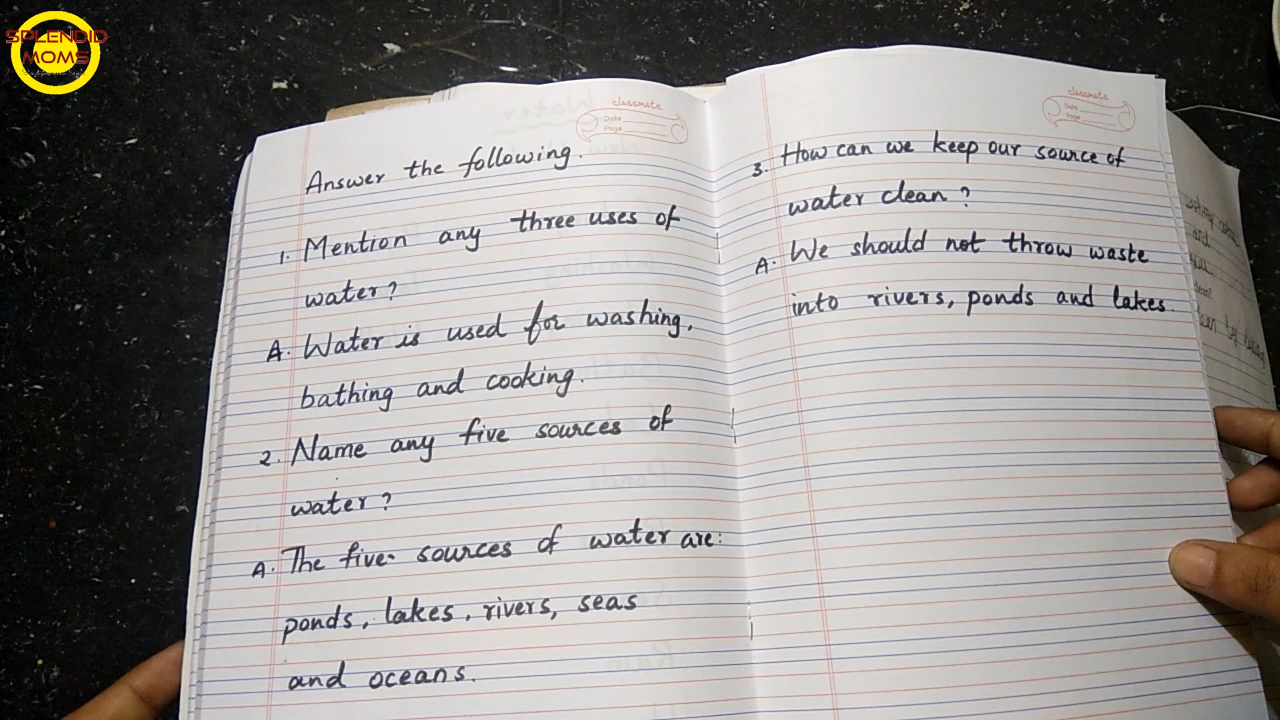 SPLENDID
MOMS
classmate
Date
Page
Answer the following.
1. Mention any three uses of
water?
A. Water is used for washing,
bathing and cooking.
2. Name any five sources of
water?
A. The five sources of water are:
ponds, lakes, rivers, seas
and oceans.
classmate
Date
Page
3. How can we keep our source of
water clean?
A. We should not throw waste
into rivers, ponds and lakes.
and